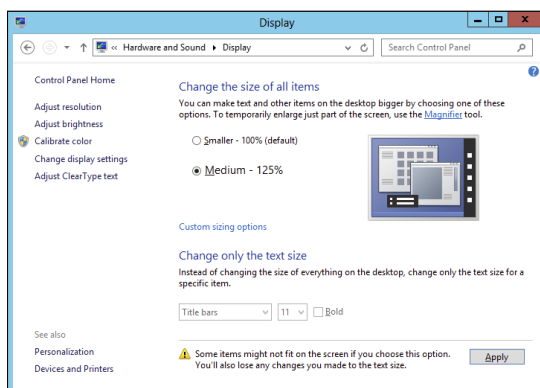 Display
« Hardware and Sound Display
Search Control Panel
Control Panel Home
Adjust resolution
Adjust brightness
Calibrate color
Change display settings
Adjust ClearType text
See also
Personalization
Devices and Printers
Change the size of all items
You can make text and other items on the desktop bigger by choosing one of these
options. To temporarily enlarge just part of the screen, use the Magnifier tool.
Smaller - 100% (default)
Medium - 125%
Custom sizing options
Change only the text size
Instead of changing the size of everything on the desktop, change only the text size for a
specific item.
Title bars 11 Bold
Some items might not fit on the screen if you choose this option.
You'll also lose any changes you made to the text size.
Apply